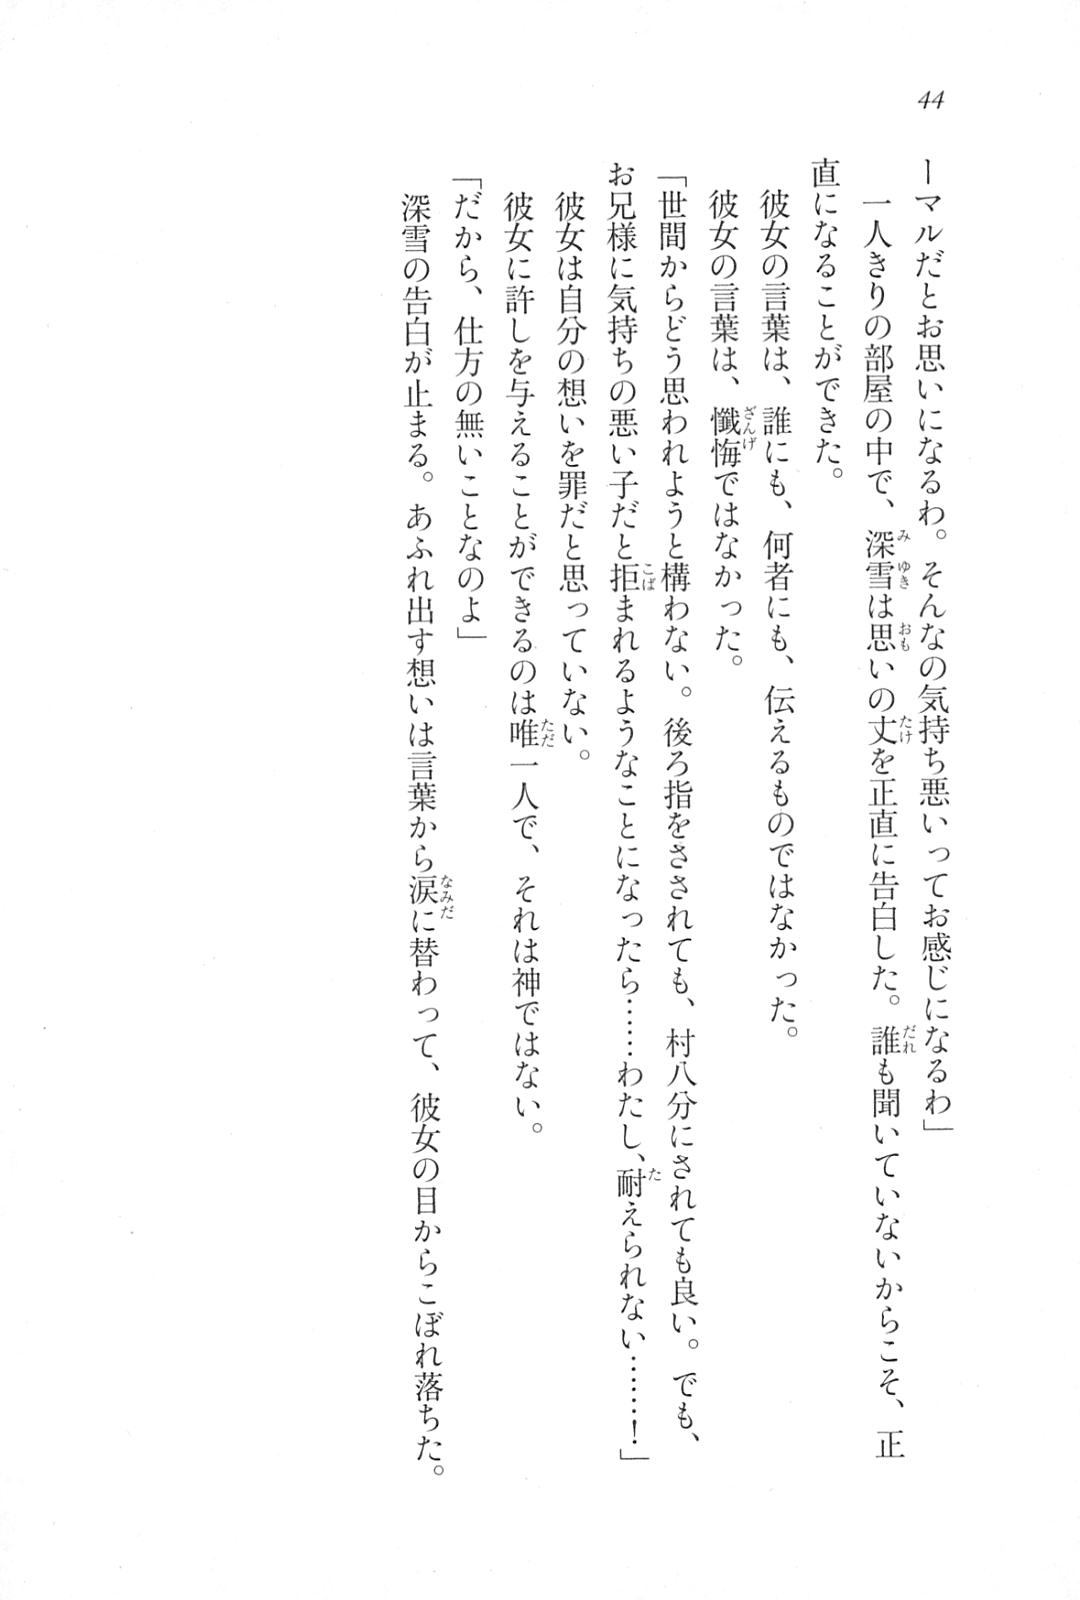 44
ーマルだとお思いになるわ。そんなの気持ち悪いってお感じになるわ」
　一人きりの部屋の中で、深雪は思いの丈を正直に告白した。誰も聞いていないからこそ、正
直になることができた。
　彼女の言葉は、誰にも、何者にも、伝えるものではなかった。
　彼女の言葉は、懺悔ではなかった。
「世間からどう思われようと構わない。後ろ指をさされても、村八分にされても良い。でも、
お兄様に気持ちの悪い子だと拒まれるようなことになったら……わたし、耐えられない……！」
　彼女は自分の想いを罪だと思っていない。
　彼女に許しを与えることができるのは唯一人で、それは神ではない。
「だから、仕方の無いことなのよ」
　深雪の告白が止まる。あふれ出す想いは言葉から涙に替わって、彼女の目からこぼれ落ちた。